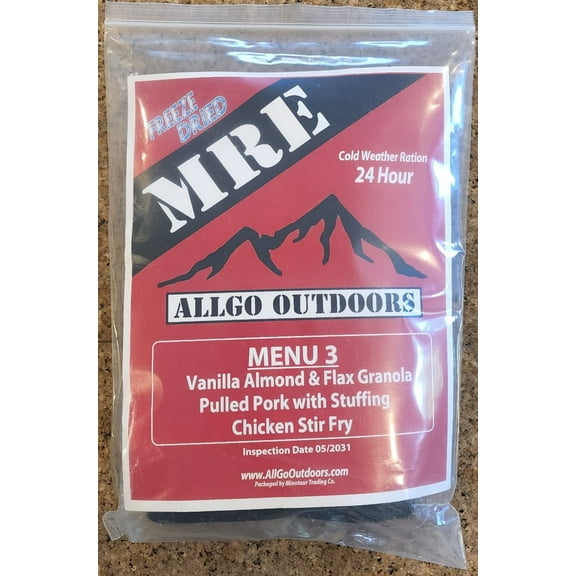 FREEZE
DRIED
MRE
Cold Weather Ration
24 Hour
ALLGO OUTDOORS
MENU 3
Vanilla Almond & Flax Granola
Pulled Pork with Stuffing
Chicken Stir Fry
Inspection Date 05/2031
www.AllGoOutdoors.com
Packaged by Minotaur Trading Co.